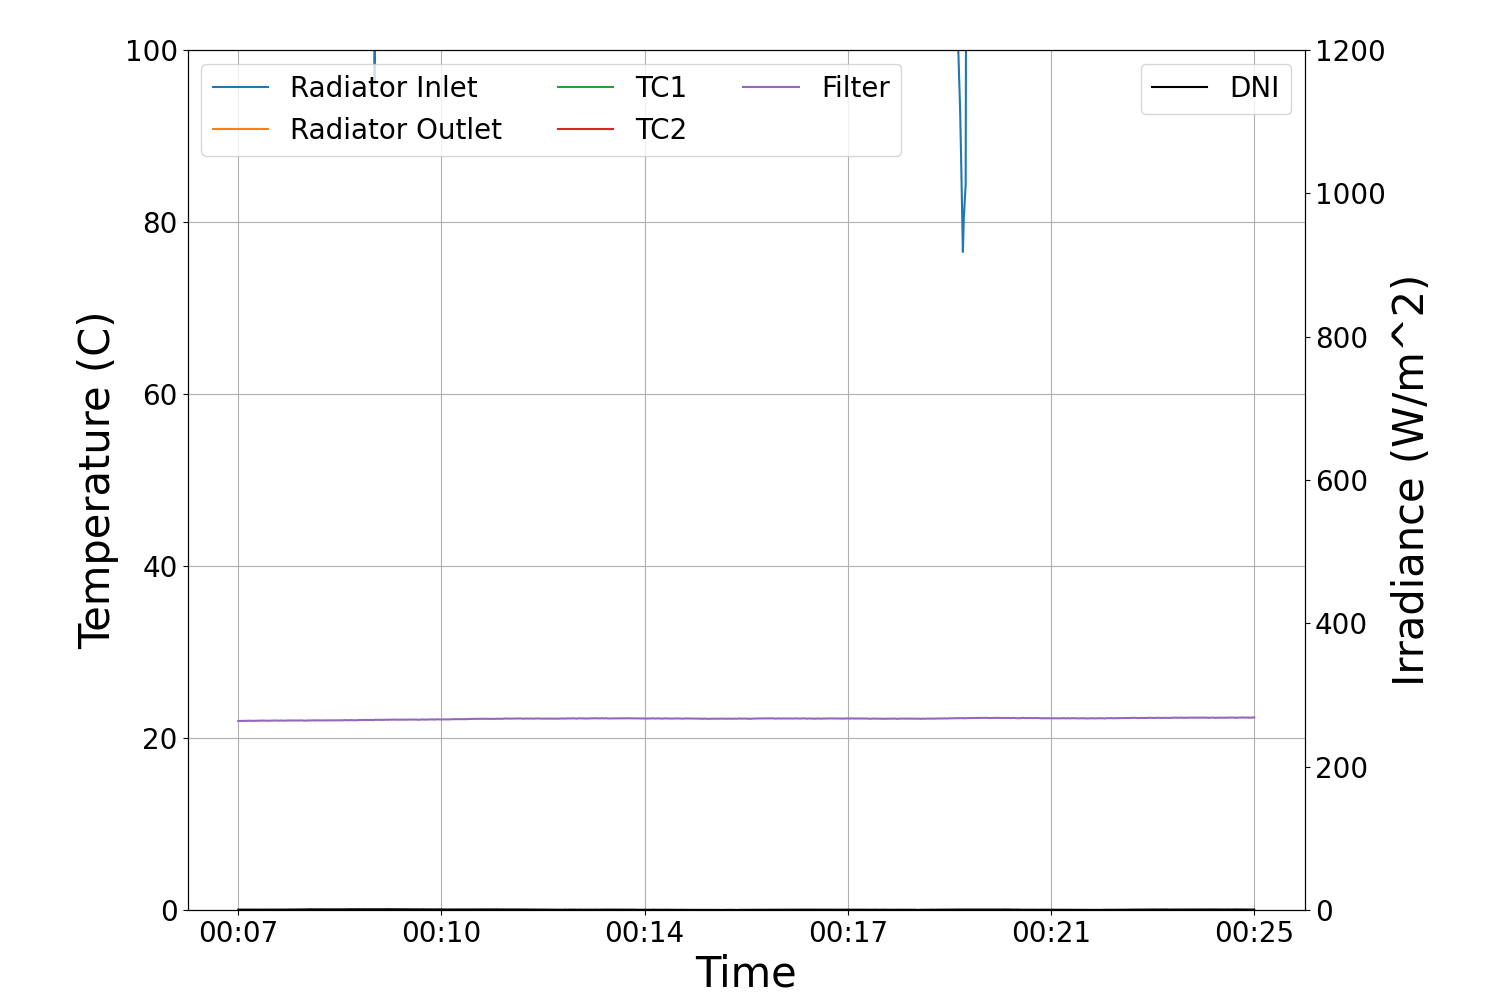 100
80
60
40
20
0
Temperature (C)
Radiator Inlet
Radiator Outlet
TC1
TC2
Filter
DNI
1200
1000
800
600
400
200
0
Irradiance (W/m^2)
00:07 00:10 00:14 00:17 00:21 00:25
Time